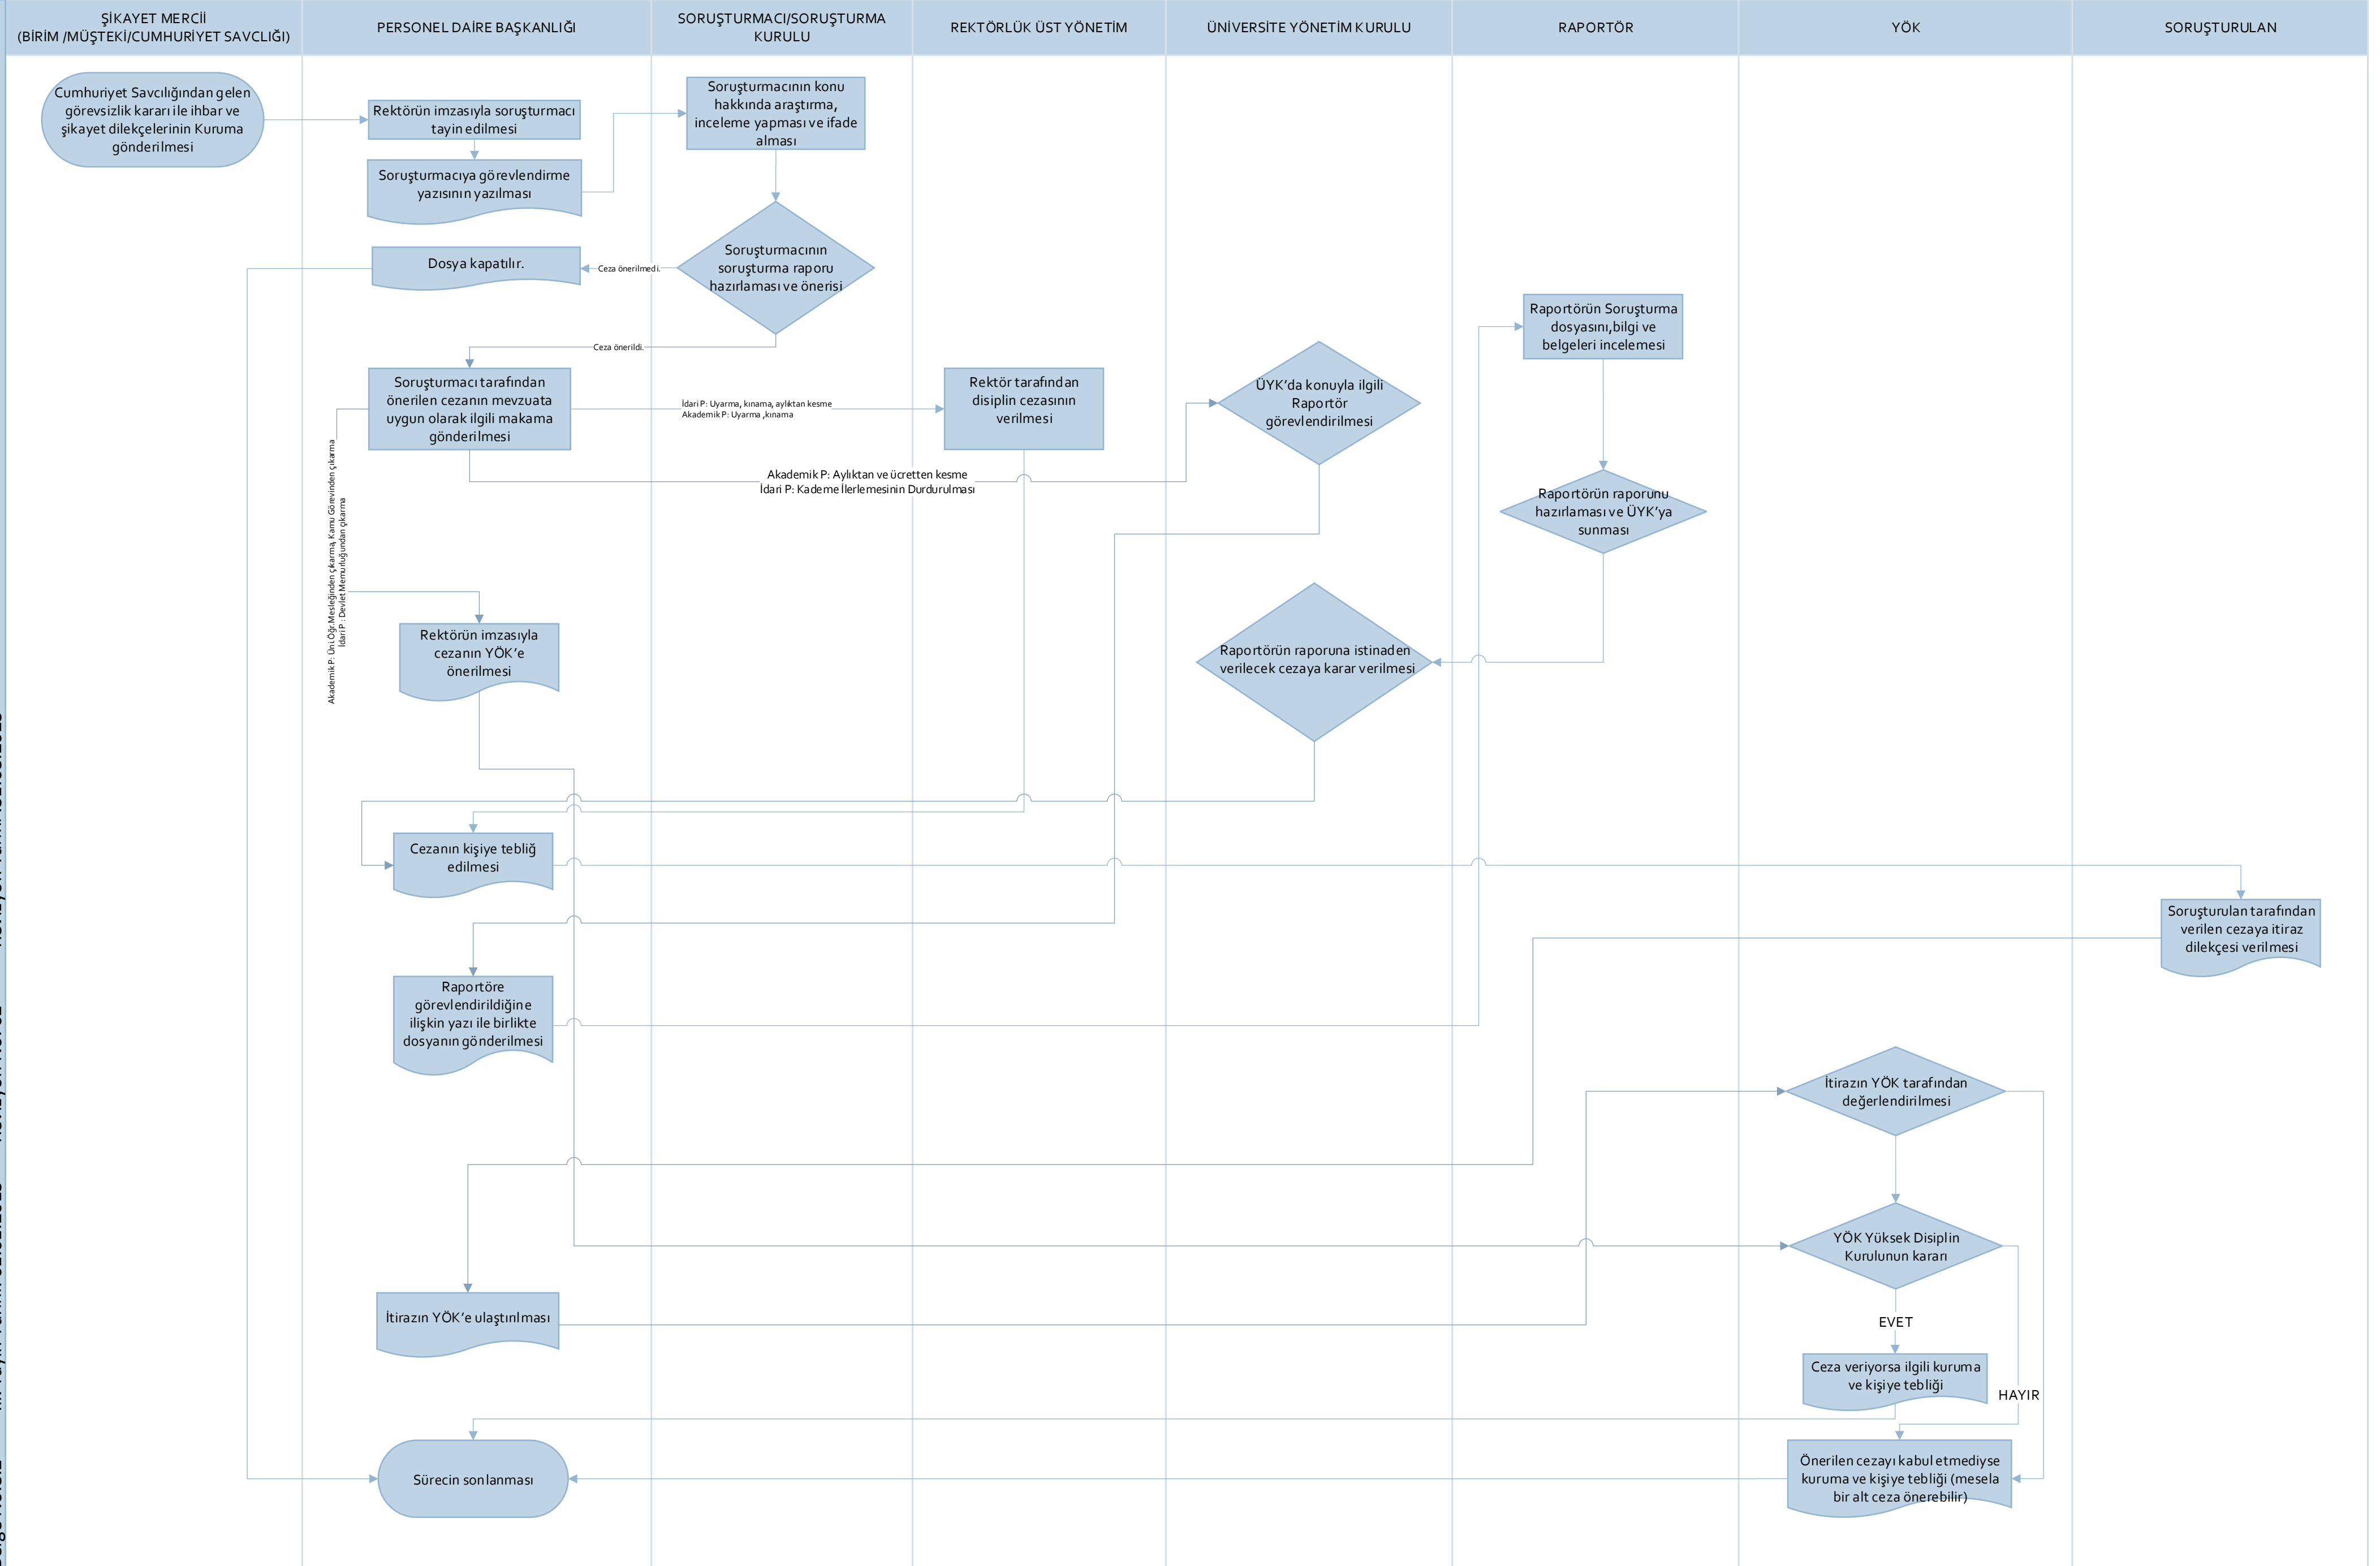 ŞİKAYET MERCİİ
(BİRİM /MÜŞTEKİ/CUMHURİYET SAVCLIĞI)
PERSONEL DAİRE BAŞKANLIĞI
SORUŞTURMACI/SORUŞTURMA
KURULU
REKTÖRLÜK ÜST YÖNETİM
ÜNİVERSİTE YÖNETİM KURULU
RAPORTÖR
YÖK
SORUŞTURULAN
Cumhuriyet Savcılığından gelen
görevsizlik kararı ile ihbar ve
şikayet dilekçelerinin Kuruma
gönderilmesi
Rektörün imzasıyla soruşturmacı
tayin edilmesi
Soruşturmacıya görevlendirme
yazısının yazılması
Soruşturmacının konu
hakkında araştırma,
inceleme yapması ve ifade
alması
Soruşturmacının
soruşturma raporu
hazırlaması ve önerisi
Ceza önerilmedi.
Dosya kapatılır.
Ceza önerildi.
Soruşturmacı tarafından
önerilen cezanın mevzuata
uygun olarak ilgili makama
gönderilmesi
İdari P: Uyarma, kınama, aylıktan kesme
Akademik P: Uyarma ,kınama
Rektör tarafından
disiplin cezasının
verilmesi
Akademik P: Aylıktan ve ücretten kesme
İdari P: Kademe İlerlemesinin Durdurulması
ÜYK’da konuyla ilgili
Raportör
görevlendirilmesi
Raportörün Soruşturma
dosyasını,bilgi ve
belgeleri incelemesi
Raportörün raporunu
hazırlaması ve ÜYK’ya
sunması
Akademik P: Üni.Öğr.Mesleğinden çıkarma, Kamu Görevinden çıkarma
İdari P : Devlet Memurluğundan çıkarma
Rektörün imzasıyla
cezanın YÖK’e
önerilmesi
Raportörün raporuna istinaden
verilecek cezaya karar verilmesi
Cezanın kişiye tebliğ
edilmesi
Soruşturulan tarafından
verilen cezaya itiraz
dilekçesi verilmesi
Raportöre
görevlendirildiğine
ilişkin yazı ile birlikte
dosyanın gönderilmesi
İtirazın YÖK tarafından
değerlendirilmesi
YÖK Yüksek Disiplin
Kurulunun kararı
İtirazın YÖK’e ulaştırılması
EVET
Ceza veriyorsa ilgili kuruma
ve kişiye tebliği
HAYIR
Sürecin sonlanması
Önerilen cezayı kabul etmediyse
kuruma ve kişiye tebliği (mesela
bir alt ceza önerebilir)